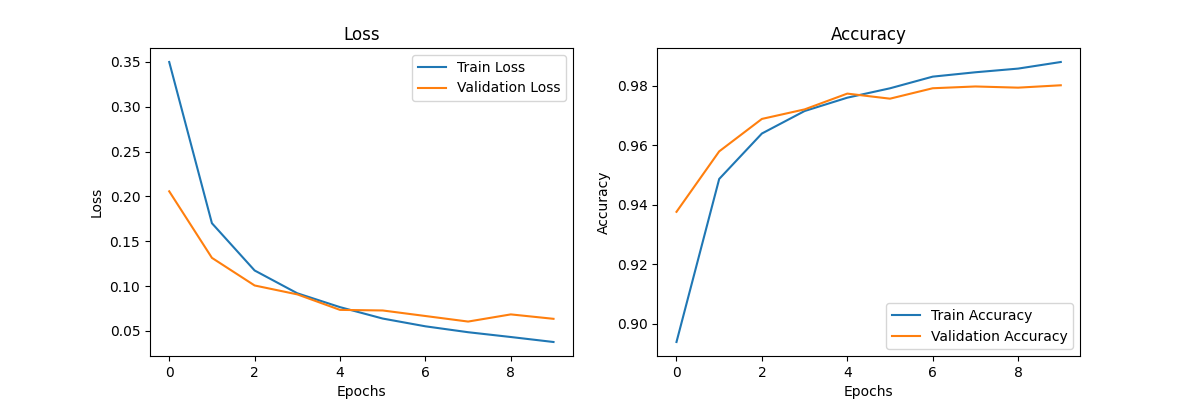 Loss
0.35
0.30
0.25
0.20
0.15
0.10
0.05
Loss
0
2
4
6
8
Epochs
Train Loss
Validation Loss
Accuracy
0.98
0.96
0.94
0.92
0.90
Accuracy
0
2
4
6
8
Epochs
Train Accuracy
Validation Accuracy